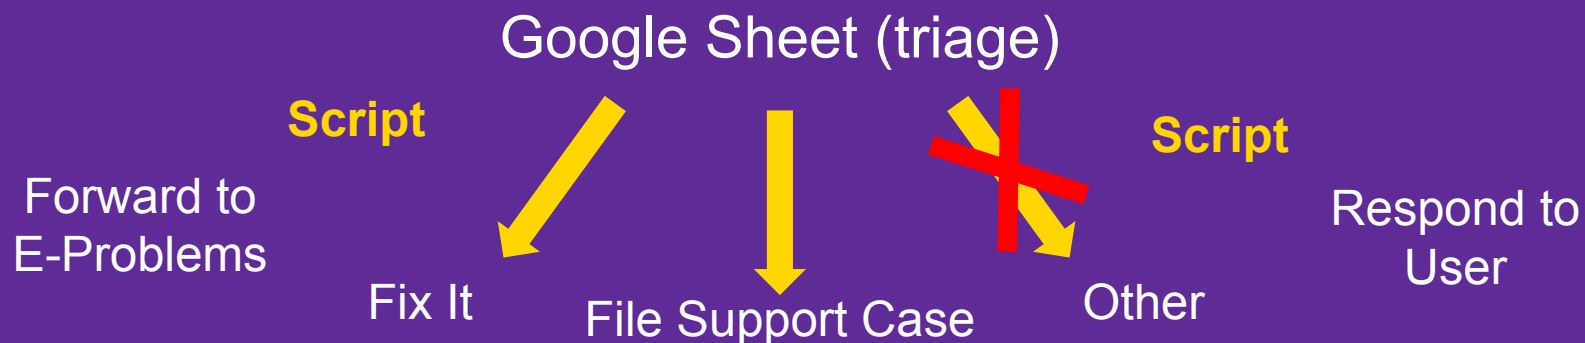 Google Sheet (triage)
Script
Script
Forward to
E-Problems
Respond to
User
Fix It
File Support Case
Other